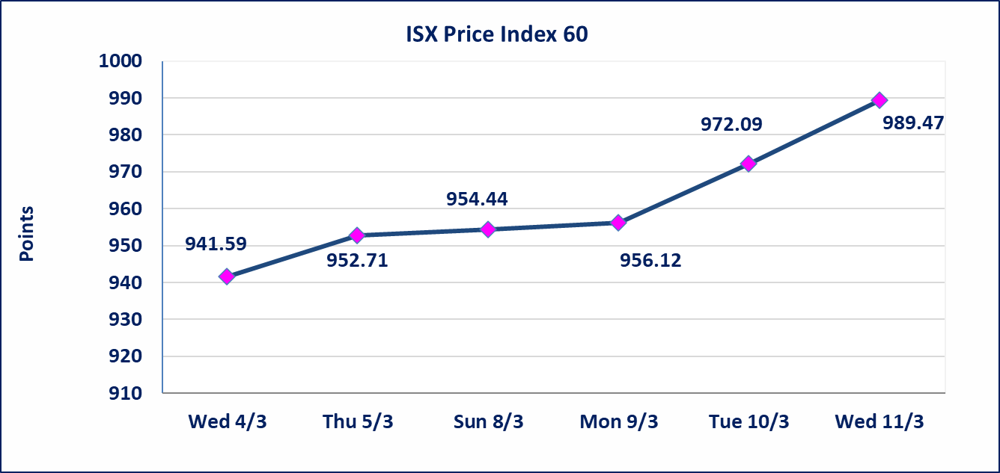 ISX Price Index 60
1000
990
980
970
960
950
940
930
920
910
Points
941.59
952.71
954.44
956.12
972.09
989.47
Wed 4/3
Thu 5/3
Sun 8/3
Mon 9/3
Tue 10/3
Wed 11/3